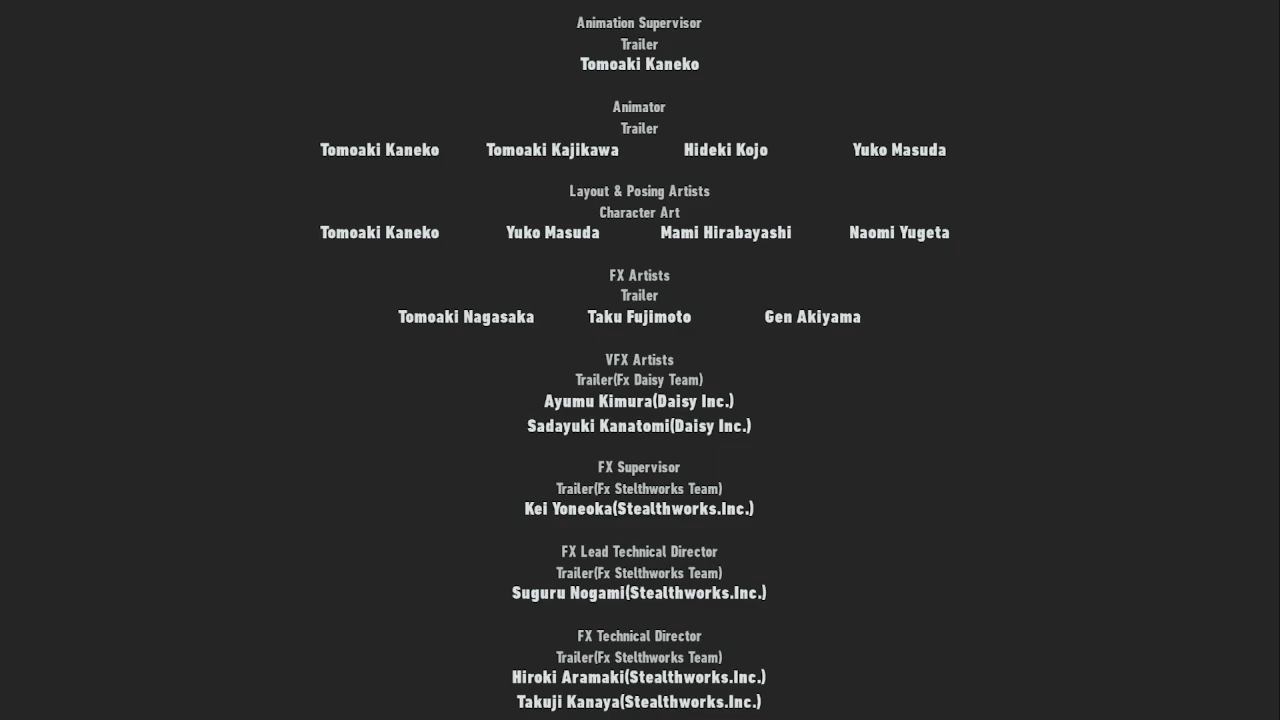 Animation Supervisor
Trailer
Tomoaki Kaneko
Animator
Trailer
Tomoaki Kaneko Tomoaki Kajikawa Hideki Kojo Yuko Masuda
Layout & Posing Artists
Character Art
Tomoaki Kaneko Yuko Masuda Mami Hirabayashi Naomi Yugeta
FX Artists
Trailer
Tomoaki Nagasaka Taku Fujimoto Gen Akiyama
VFX Artists
Trailer(Fx Daisy Team)
Ayumu Kimura(Daisy Inc.)
Sadayuki Kanatomi(Daisy Inc.)
FX Supervisor
Trailer(Fx Stelthworks Team)
Kei Yoneoka(Stealthworks.Inc.)
FX Lead Technical Director
Trailer(Fx Stelthworks Team)
Suguru Nogami(Stealthworks.Inc.)
FX Technical Director
Trailer(Fx Stelthworks Team)
Hiroki Aramaki(Stealthworks.Inc.)
Takuji Kanaya(Stealthworks.Inc.)